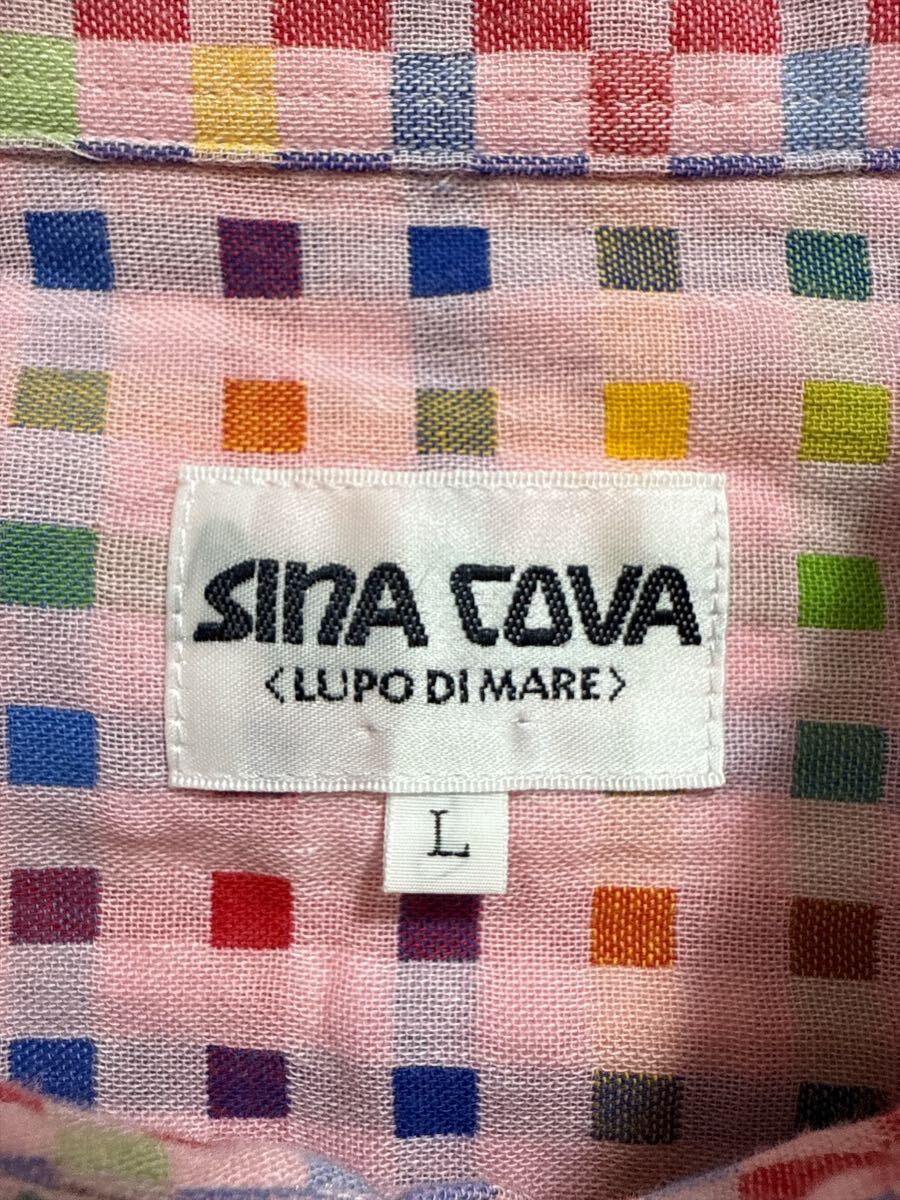 SINA COVA
<LUPO DI MARE>
L